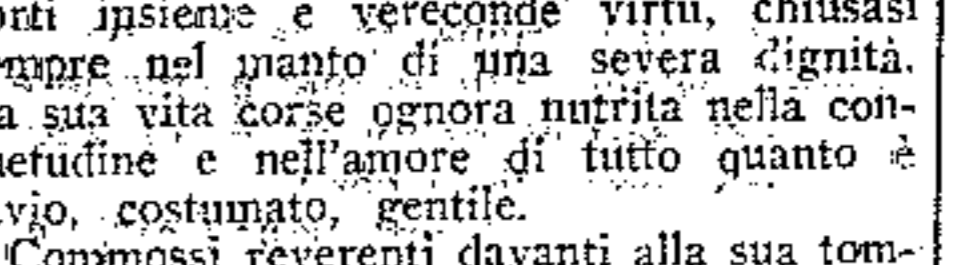 onti insieme e vereconde virtù, chiusasi
empre nel manto di una severa dignità.
a sua vita corse ognora nutrita nella con-
uetudine e nell'amore di tutto quanto è
avio, costumato, gentile.
Commossi reverenti davanti alla sua tom-